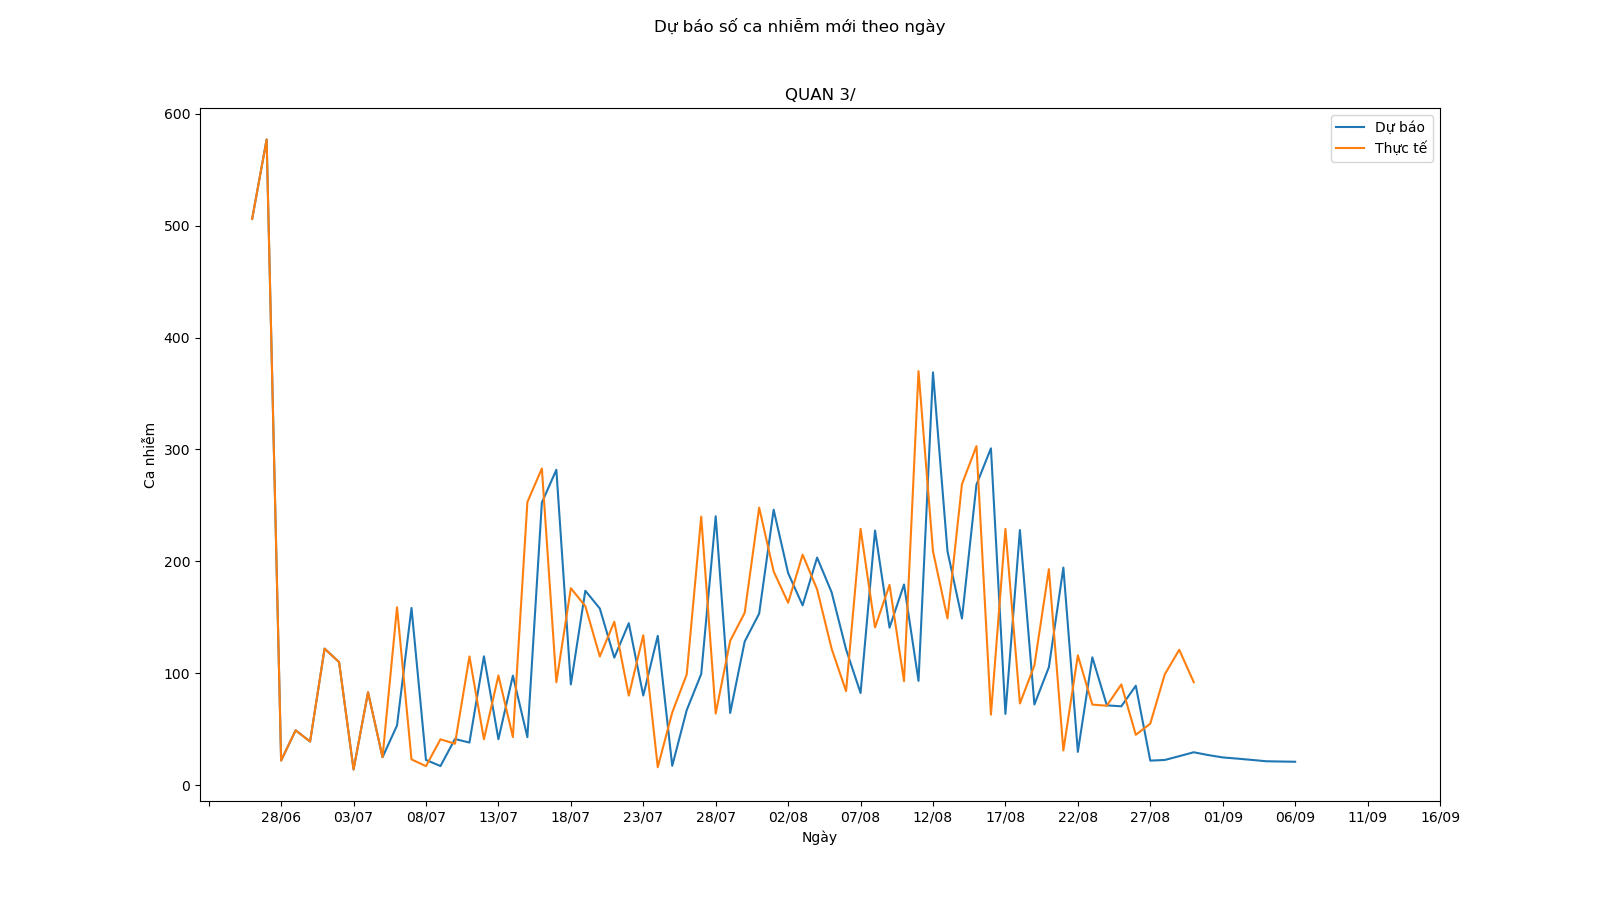 Dự báo số ca nhiễm mới theo ngày
QUAN 3/
600
500
400
300
200
100
0
Ca nhiễm
Dự báo
Thực tế
28/06 03/07 08/07 13/07 18/07 23/07 28/07 02/08 07/08 12/08 17/08 22/08 27/08 01/09 06/09 11/09 16/09
Ngày